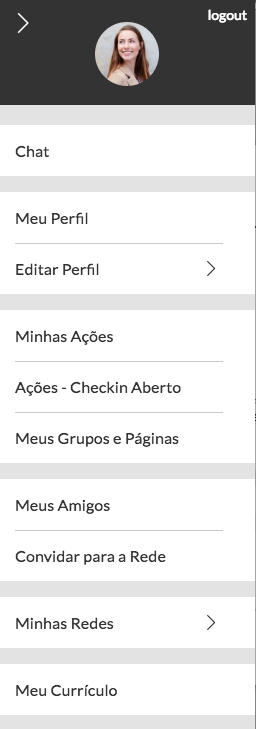 logout
Chat
Meu Perfil
Editar Perfil
Minhas Ações
Ações - Checkin Aberto
Meus Grupos e Páginas
Meus Amigos
Convidar para a Rede
Minhas Redes
Meu Currículo